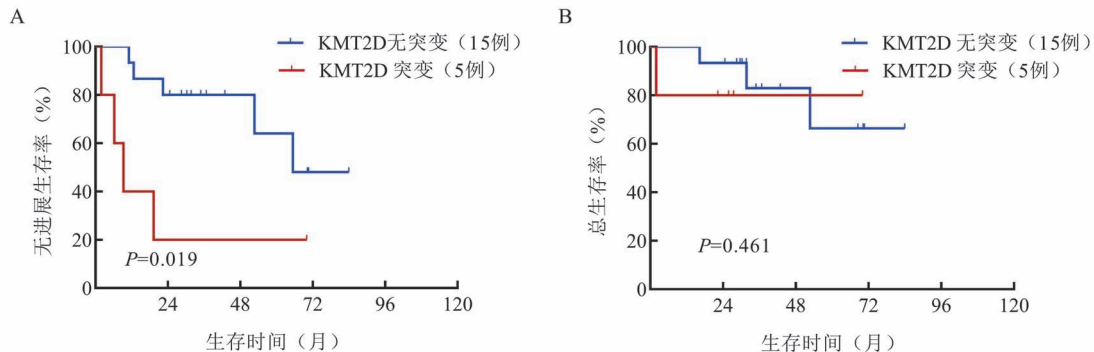 A
KMT2D无突变（15例）
KMT2D 突变（5例）
无进展生存率（%）
100
80
60
40
20
0
P=0.019
24 48 72 96 120
生存时间（月）
B
KMT2D 无突变（15例）
KMT2D 突变（5例）
总生存率（%）
100
80
60
40
20
0
P=0.461
24 48 72 96 120
生存时间（月）